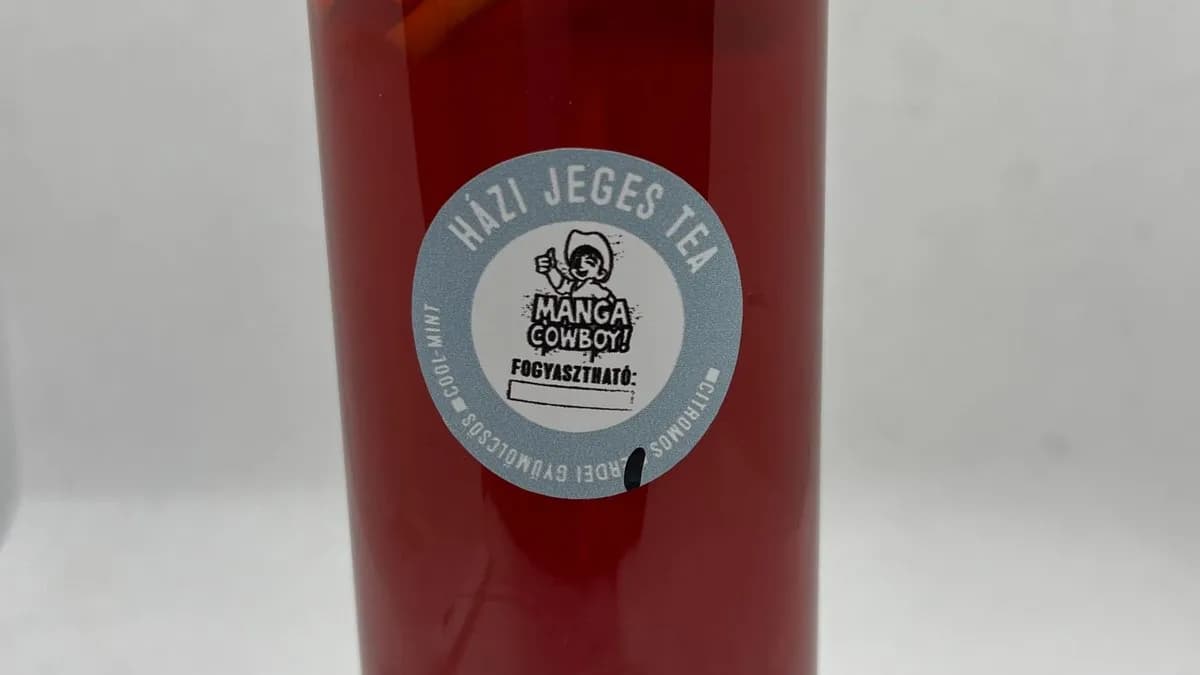 HÁZI JEGES TEA
MANGA
COWBOY!
FOGYASZTHATÓ:
■CITROMOS ERDEI GYÜMÖLCSÖS ■COOL-MINT